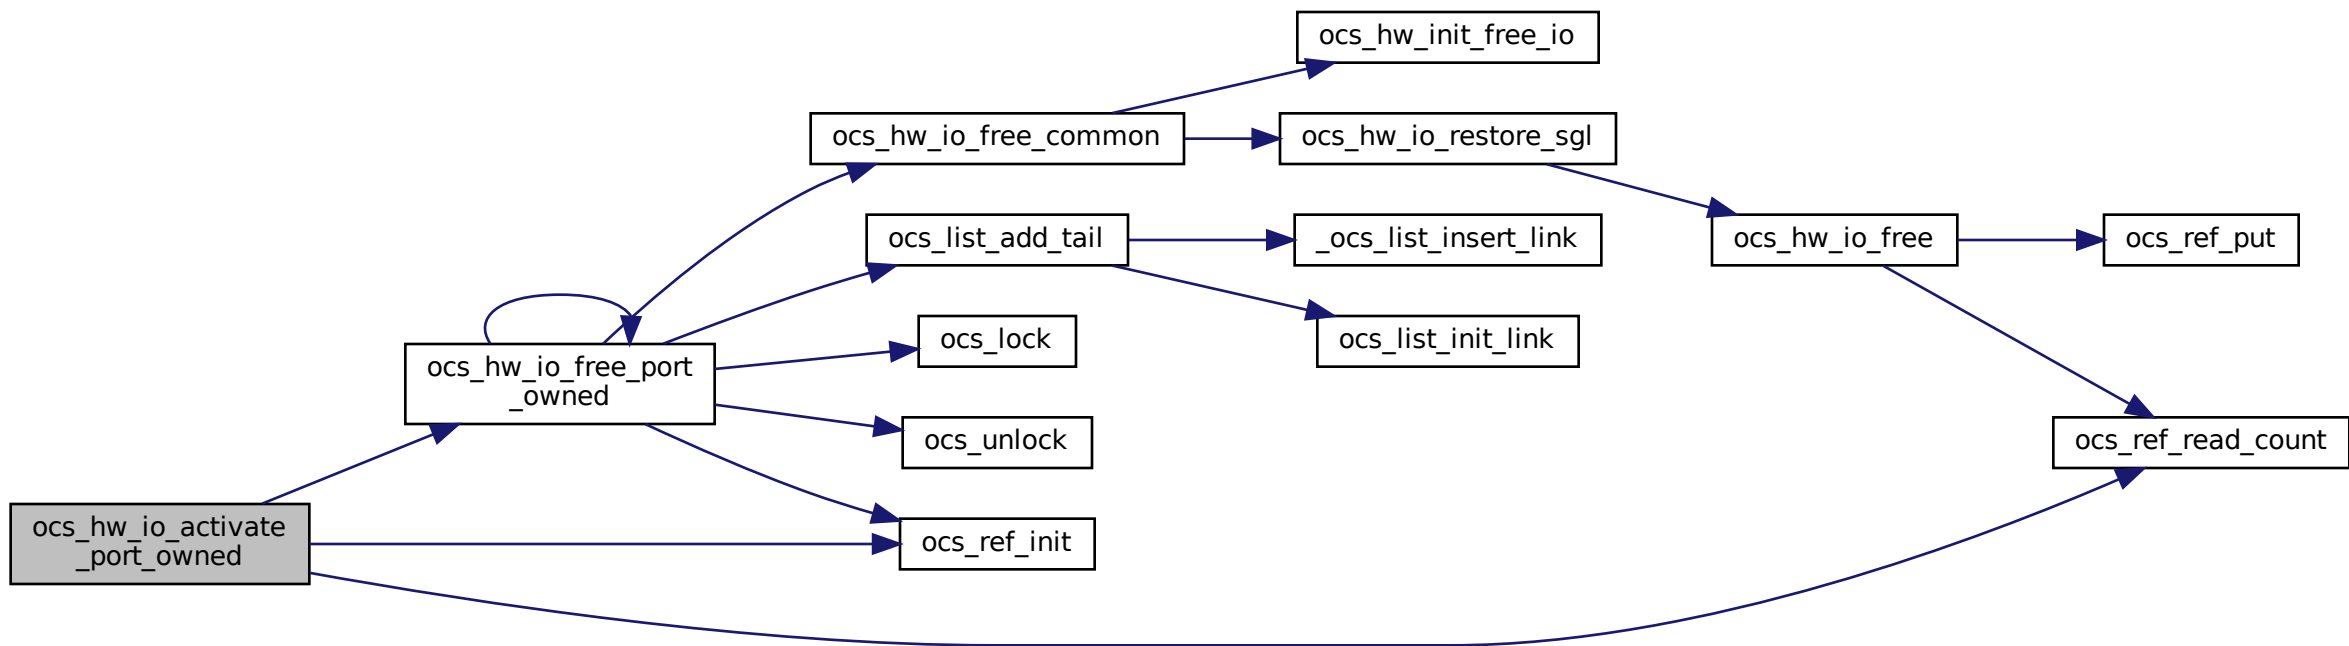 ocs_hw_init_free_io
ocs_hw_io_free_common
ocs_hw_io_restore_sgl
ocs_list_add_tail
_ocs_list_insert_link
ocs_hw_io_free
ocs_ref_put
ocs_lock
ocs_list_init_link
ocs_hw_io_free_port
_owned
ocs_unlock
ocs_ref_read_count
ocs_hw_io_activate
_port_owned
ocs_ref_init